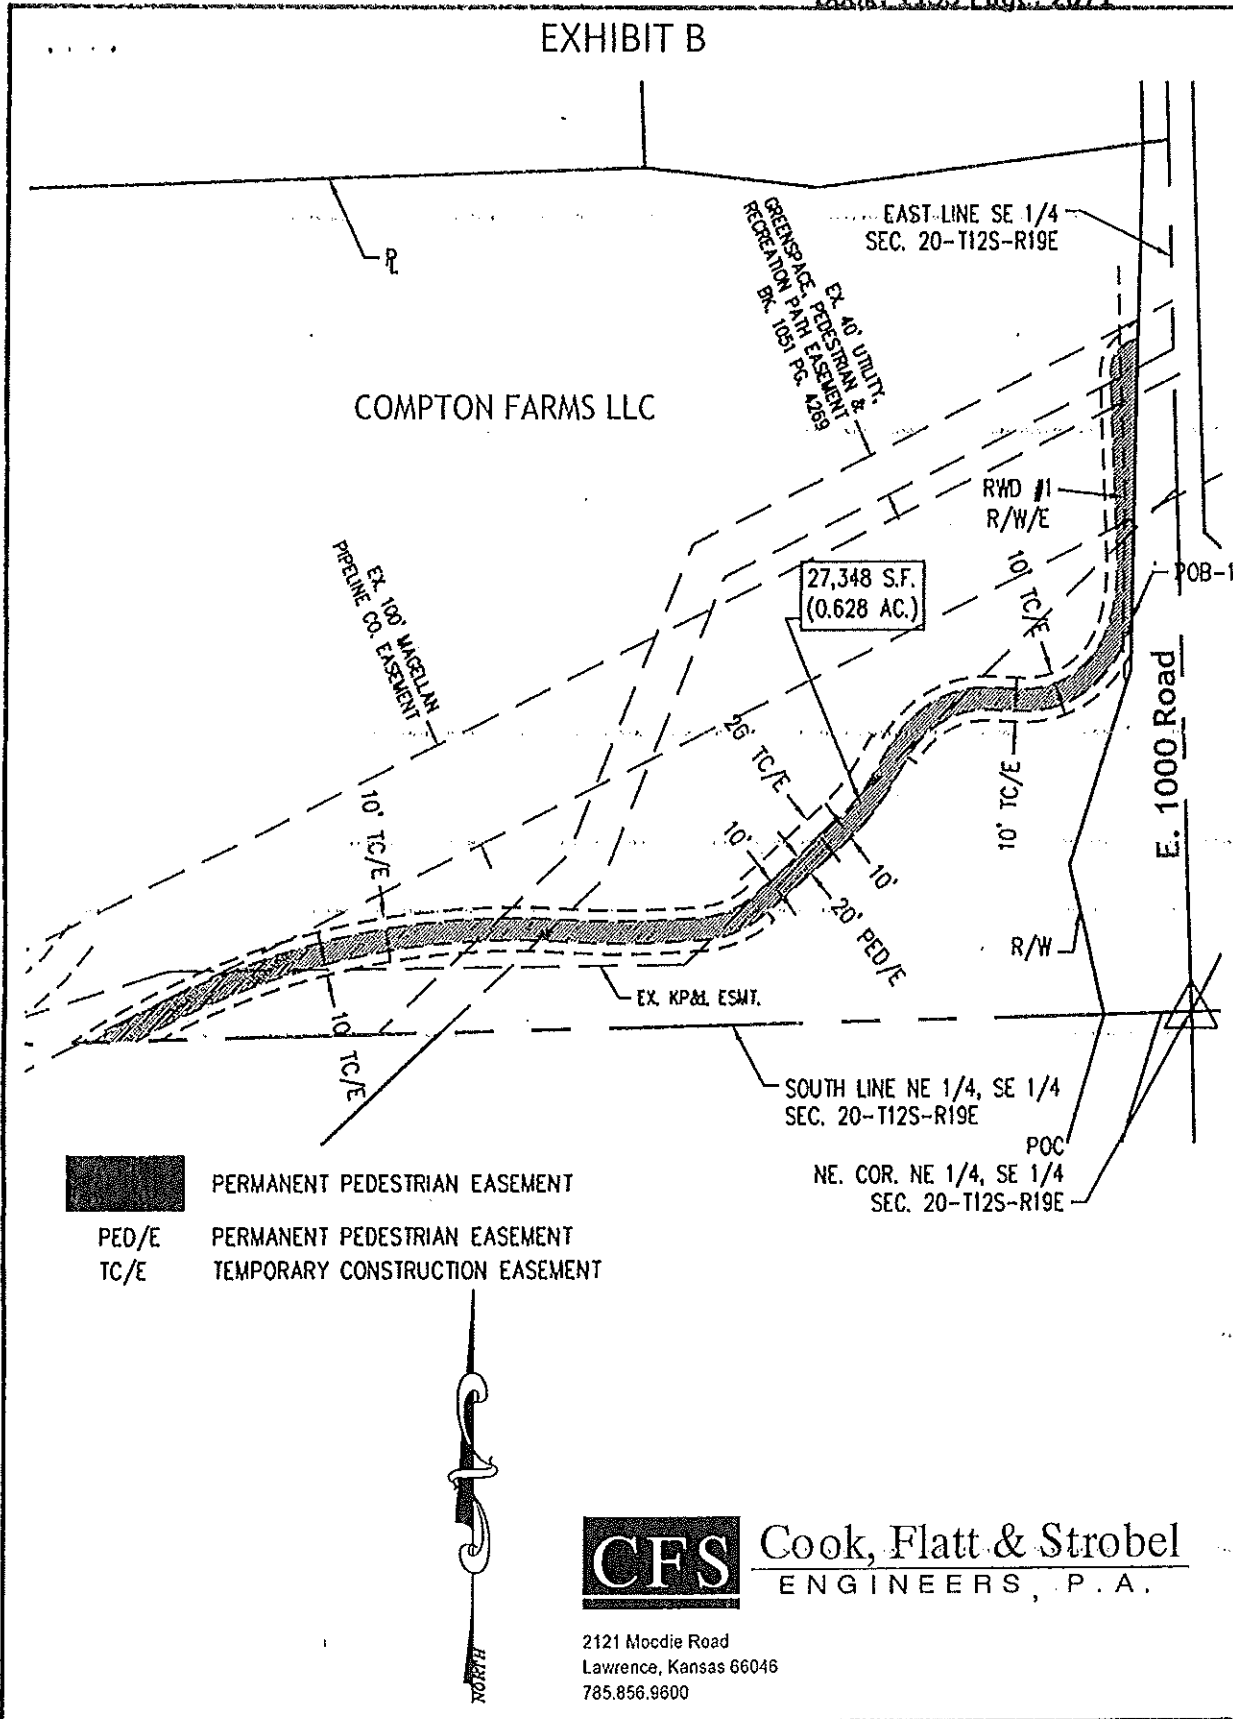 EXHIBIT B
EAST LINE SE 1/4
SEC. 20-T12S-R19E
PL
EX. 40' UTILITY,
GREENSPACE, PEDESTRIAN &
RECREATION PATH EASEMENT
BK. 1051 PG. 4269
COMPTON FARMS LLC
RWD #1
R/W/E
EX. 100' MAGELLAN
PIPELINE CO. EASEMENT
27,348 S.F.
(0.628 AC.)
10' TC/E
POB-1
E. 1000 Road
26' TC/E
10' TC/E
10' TC/E
10'
10'
20' PED/E
R/W
EX. KP&L ESMT.
10' TC/E
SOUTH LINE NE 1/4, SE 1/4
SEC. 20-T12S-R19E
POC
NE. COR. NE 1/4, SE 1/4
SEC. 20-T12S-R19E
PERMANENT PEDESTRIAN EASEMENT
PED/E PERMANENT PEDESTRIAN EASEMENT
TC/E TEMPORARY CONSTRUCTION EASEMENT
NORTH
CFS Cook, Flatt & Strobel
ENGINEERS, P.A.
2121 Moodie Road
Lawrence, Kansas 66046
785.856.9600